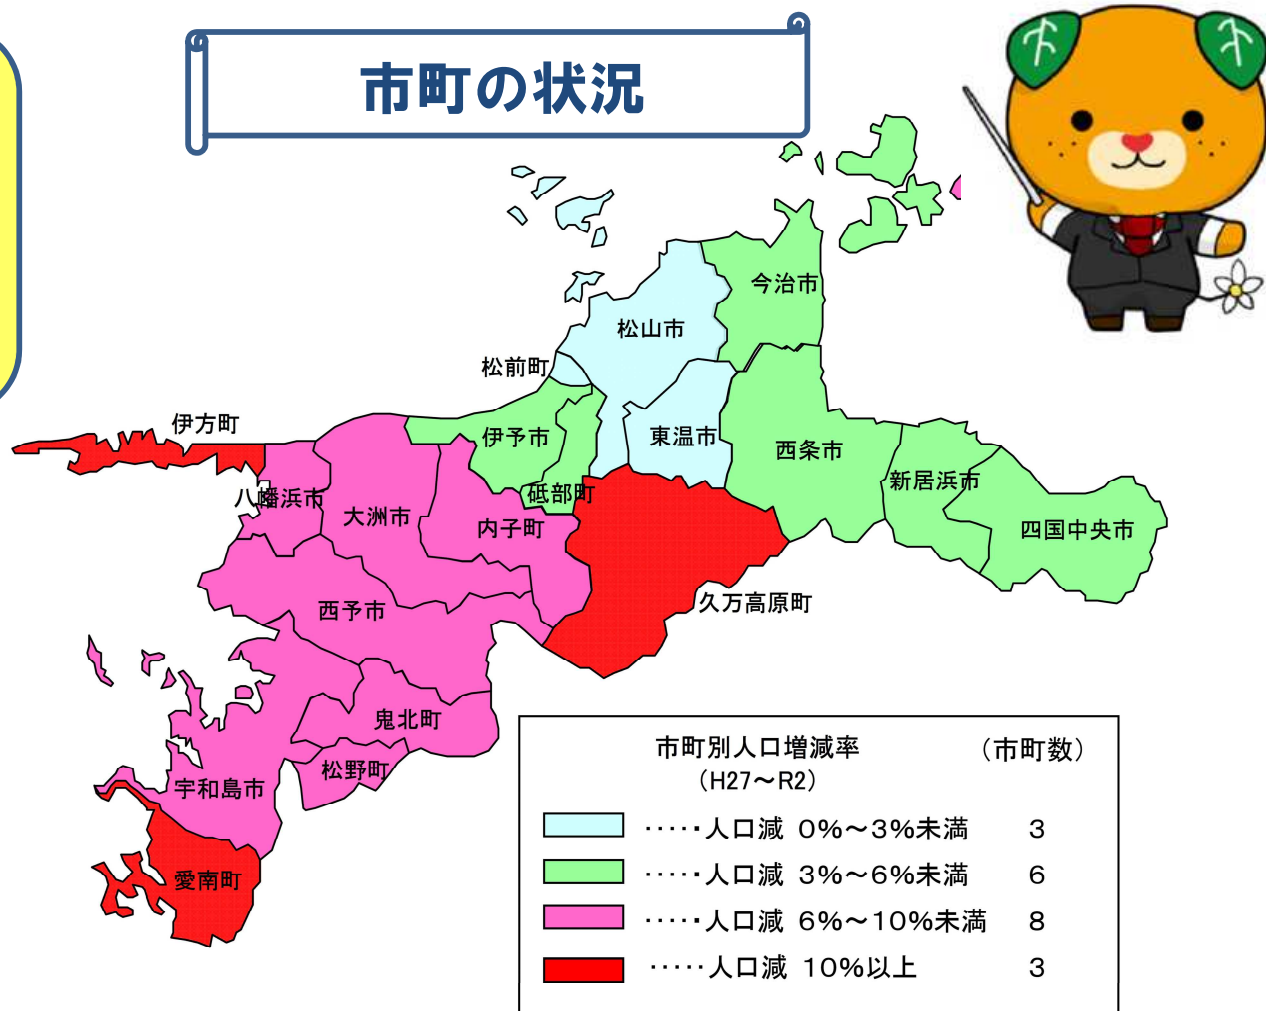 市町の状況
今治市
松山市
松前町
伊方町
伊予市
東温市
西条市
新居浜市
八幡浜市
砥部町
大洲市
内子町
四国中央市
久万高原町
西予市
鬼北町
松野町
宇和島市
愛南町
市町別人口増減率 （市町数）
（H27～R2）
‥‥・人口減 0％～3％未満 3
‥‥・人口減 3％～6％未満 6
‥‥・人口減 6％～10％未満 8
‥‥・人口減 10％以上 3